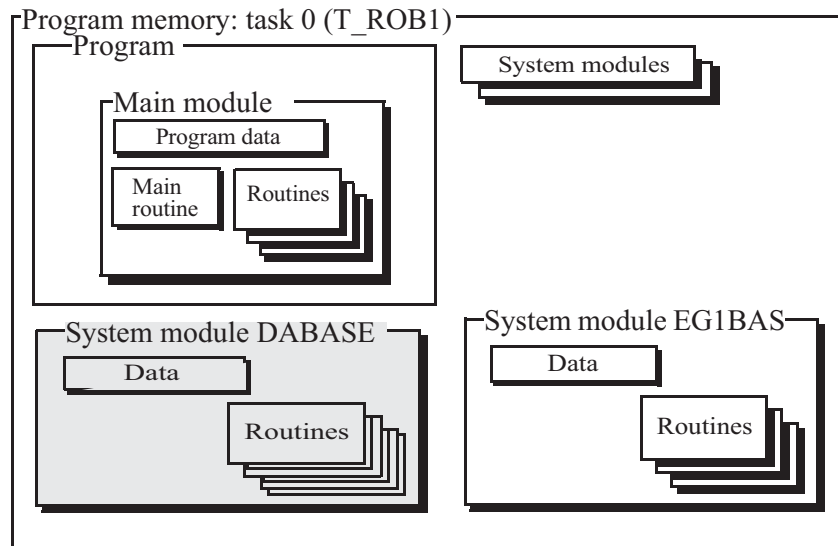 Program memory: task 0 (T_ROB1)
Program
System modules
Main module
Program data
Main
routine
Routines
System module DABASE
Data
Routines
System module EG1BAS
Data
Routines